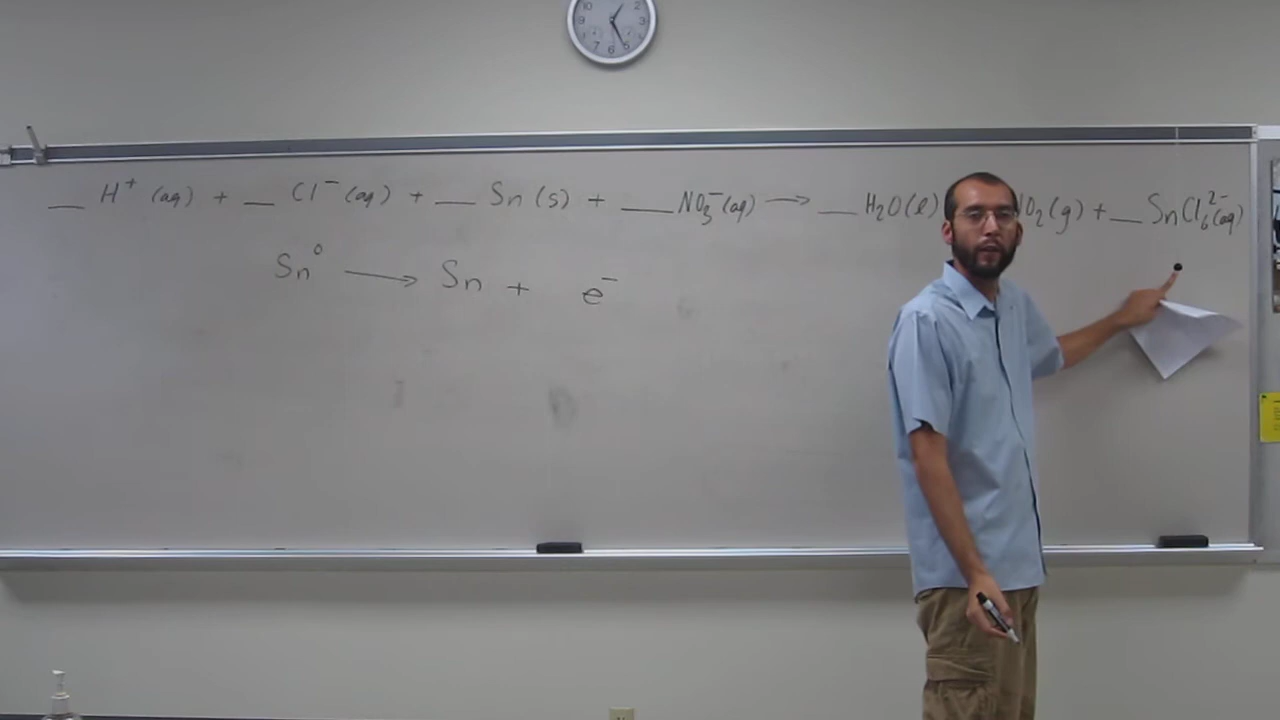 __ H⁺ (aq) + __ Cl⁻ (aq) + __ Sn (s) + __ NO₃⁻ (aq) → __ H₂O(l) O₂(g) + __ SnCl₆²⁻(aq)
Sn⁰ → Sn + e⁻